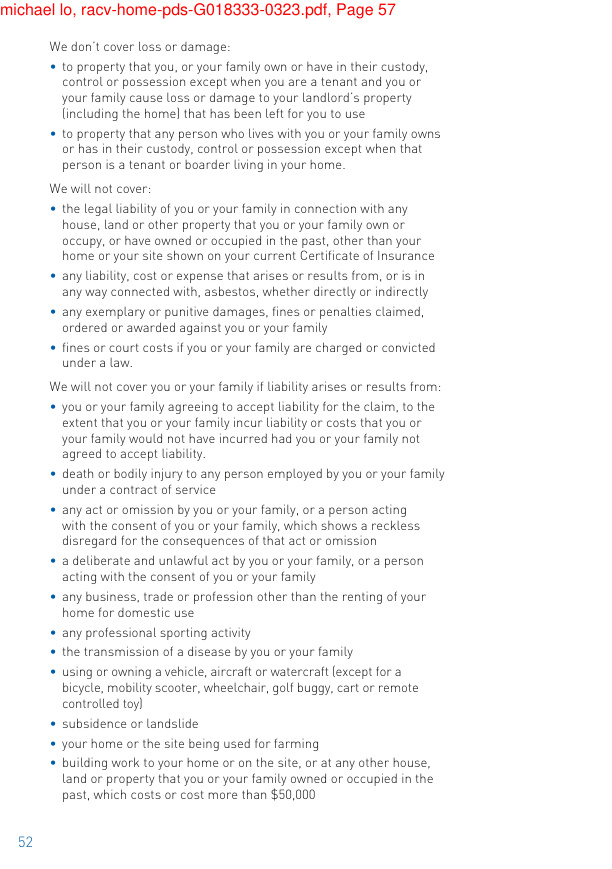 michael lo, racv-home-pds-G018333-0323.pdf, Page 57
We don't cover loss or damage:
• to property that you, or your family own or have in their custody,
control or possession except when you are a tenant and you or
your family cause loss or damage to your landlord's property
(including the home) that has been left for you to use
• to property that any person who lives with you or your family owns
or has in their custody, control or possession except when that
person is a tenant or boarder living in your home.
We will not cover:
• the legal liability of you or your family in connection with any
house, land or other property that you or your family own or
occupy, or have owned or occupied in the past, other than your
home or your site shown on your current Certificate of Insurance
• any liability, cost or expense that arises or results from, or is in
any way connected with, asbestos, whether directly or indirectly
• any exemplary or punitive damages, fines or penalties claimed,
ordered or awarded against you or your family
• fines or court costs if you or your family are charged or convicted
under a law.
We will not cover you or your family if liability arises or results from:
• you or your family agreeing to accept liability for the claim, to the
extent that you or your family incur liability or costs that you or
your family would not have incurred had you or your family not
agreed to accept liability.
• death or bodily injury to any person employed by you or your family
under a contract of service
• any act or omission by you or your family, or a person acting
with the consent of you or your family, which shows a reckless
disregard for the consequences of that act or omission
• a deliberate and unlawful act by you or your family, or a person
acting with the consent of you or your family
• any business, trade or profession other than the renting of your
home for domestic use
• any professional sporting activity
• the transmission of a disease by you or your family
• using or owning a vehicle, aircraft or watercraft (except for a
bicycle, mobility scooter, wheelchair, golf buggy, cart or remote
controlled toy)
• subsidence or landslide
• your home or the site being used for farming
• building work to your home or on the site, or at any other house,
land or property that you or your family owned or occupied in the
past, which costs or cost more than $50,000
52